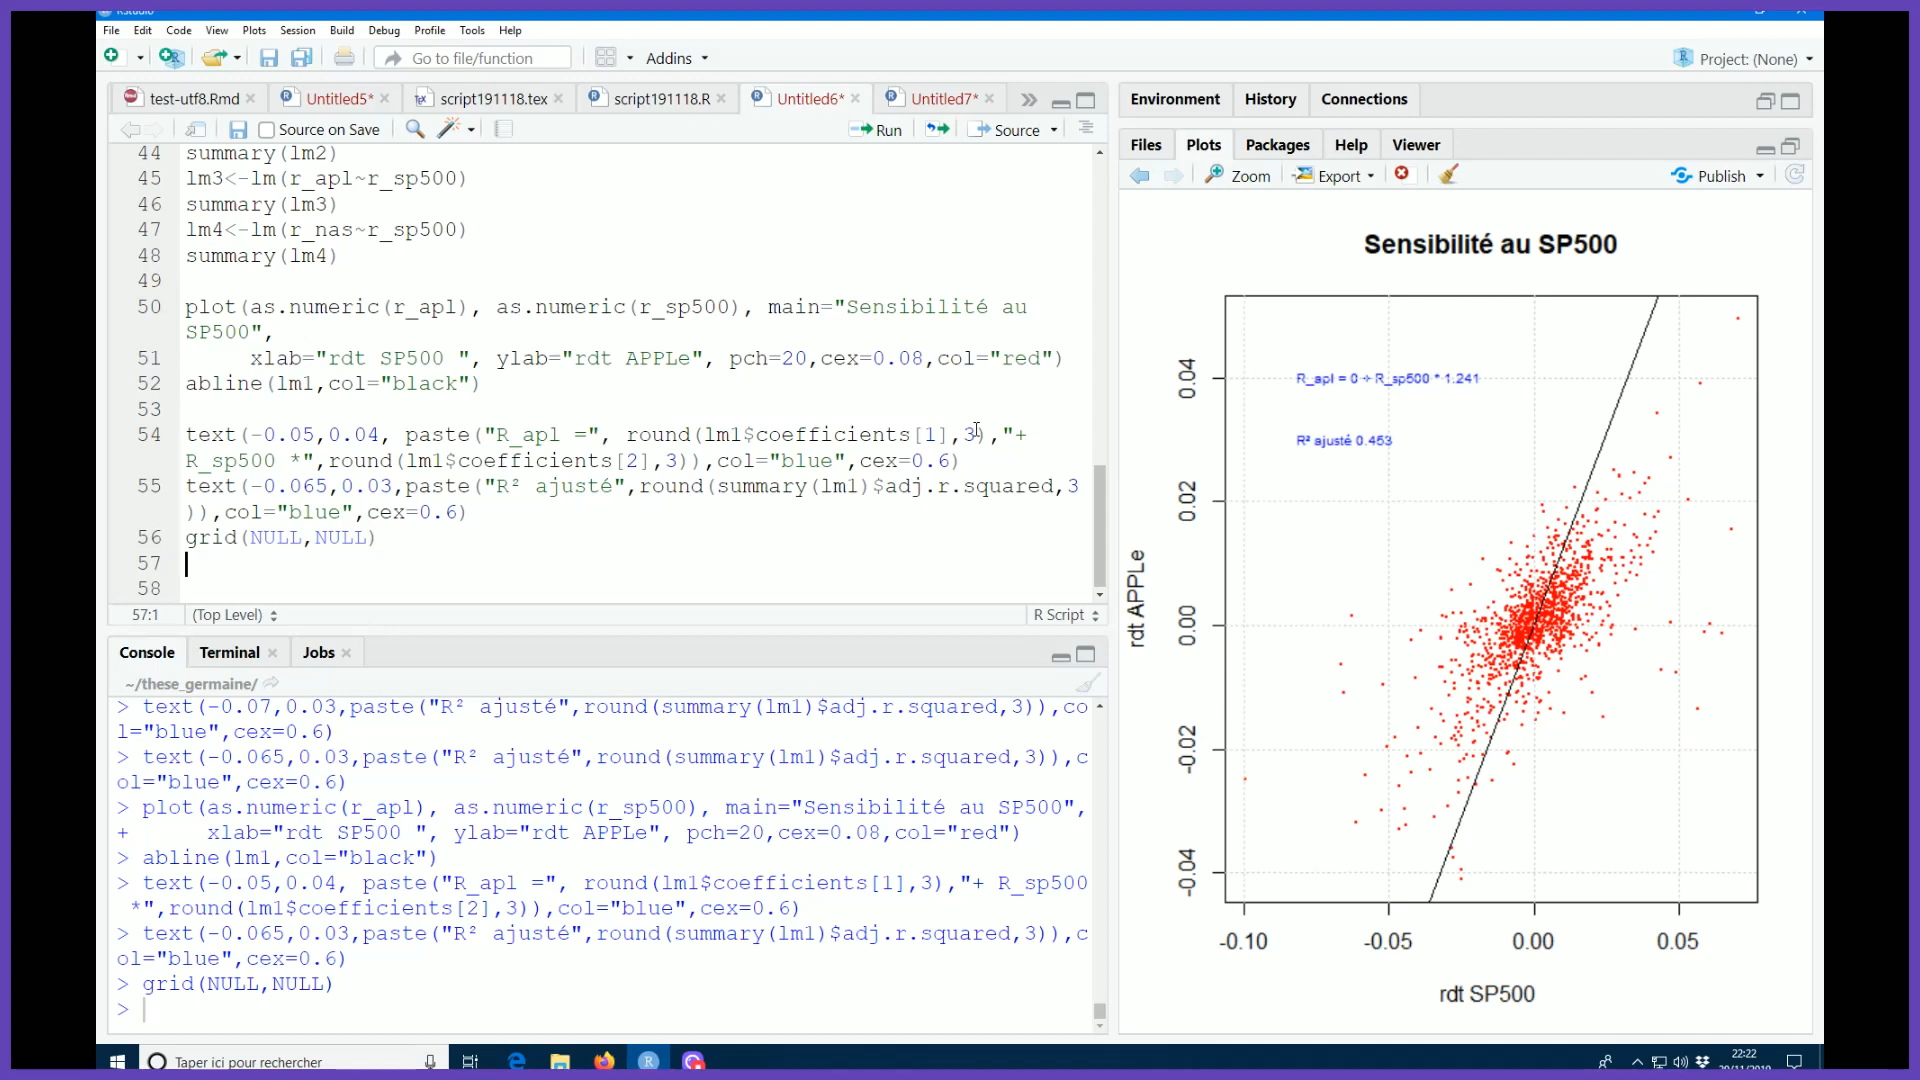 RStudio
File Edit Code View Plots Session Build Debug Profile Tools Help
Go to file/function Addins Project: (None)
test-utf8.Rmd Untitled5* script191118.tex script191118.R Untitled6* Untitled7*
Source on Save Run Source
44 summary(lm2)
45 lm3<-lm(r_apl~r_sp500)
46 summary(lm3)
47 lm4<-lm(r_nas~r_sp500)
48 summary(lm4)
49
50 plot(as.numeric(r_apl), as.numeric(r_sp500), main="Sensibilité au
SP500",
51 xlab="rdt SP500 ", ylab="rdt APPLe", pch=20,cex=0.08,col="red")
52 abline(lm1,col="black")
53
54 text(-0.05,0.04, paste("R_apl =", round(lm1$coefficients[1],3),"+
R_sp500 *",round(lm1$coefficients[2],3)),col="blue",cex=0.6)
55 text(-0.065,0.03,paste("R² ajusté",round(summary(lm1)$adj.r.squared,3
)),col="blue",cex=0.6)
56 grid(NULL,NULL)
57
58
57:1 (Top Level) R Script
Console Terminal Jobs
~/these_germaine/
> text(-0.07,0.03,paste("R² ajusté",round(summary(lm1)$adj.r.squared,3)),co
l="blue",cex=0.6)
> text(-0.065,0.03,paste("R² ajusté",round(summary(lm1)$adj.r.squared,3)),c
ol="blue",cex=0.6)
> plot(as.numeric(r_apl), as.numeric(r_sp500), main="Sensibilité au SP500",
+ xlab="rdt SP500 ", ylab="rdt APPLe", pch=20,cex=0.08,col="red")
> abline(lm1,col="black")
> text(-0.05,0.04, paste("R_apl =", round(lm1$coefficients[1],3),"+ R_sp500
*",round(lm1$coefficients[2],3)),col="blue",cex=0.6)
> text(-0.065,0.03,paste("R² ajusté",round(summary(lm1)$adj.r.squared,3)),c
ol="blue",cex=0.6)
> grid(NULL,NULL)
>
Environment History Connections
Files Plots Packages Help Viewer
Zoom Export Publish
Sensibilité au SP500
R_apl = 0 + R_sp500 * 1.241
R² ajusté 0.453
rdt APPLe
0.04
0.02
0.00
-0.02
-0.04
-0.10 -0.05 0.00 0.05
rdt SP500
Taper ici pour rechercher
22:22